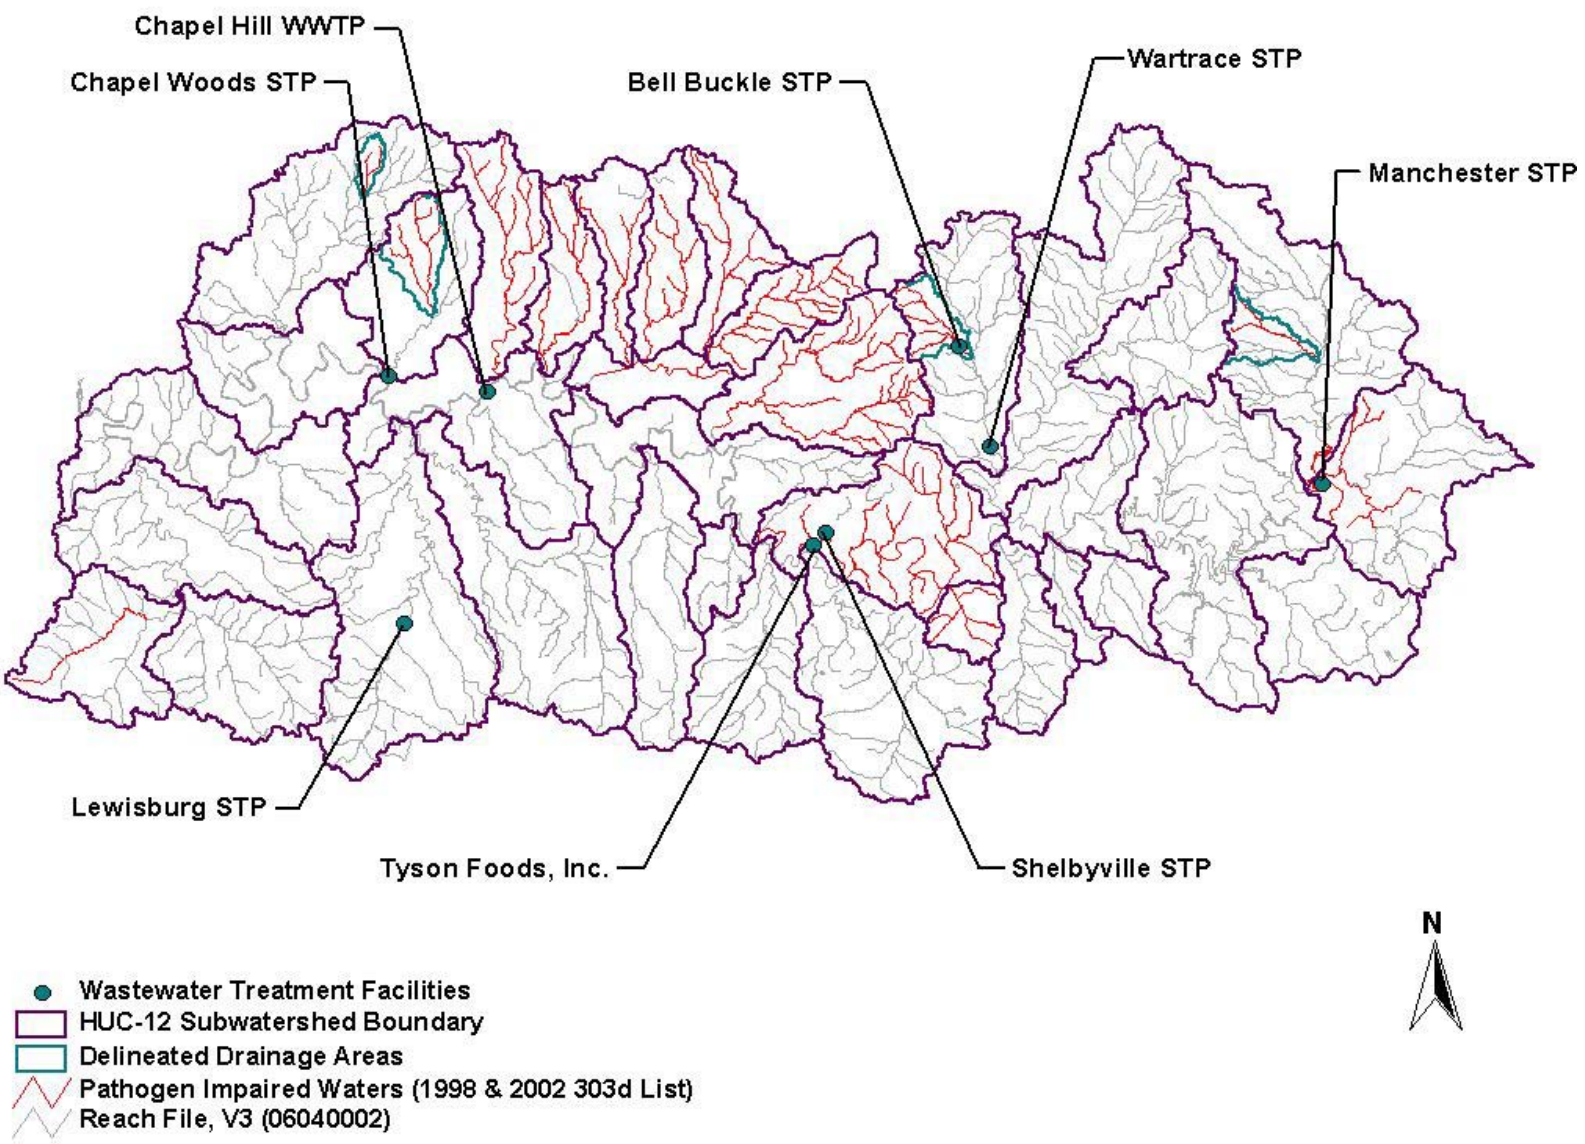 Chapel Hill WWTP
Chapel Woods STP
Bell Buckle STP
Wartrace STP
Manchester STP
Lewisburg STP
Tyson Foods, Inc.
Shelbyville STP
N
Wastewater Treatment Facilities
HUC-12 Subwatershed Boundary
Delineated Drainage Areas
Pathogen Impaired Waters (1998 & 2002 303d List)
Reach File, V3 (06040002)